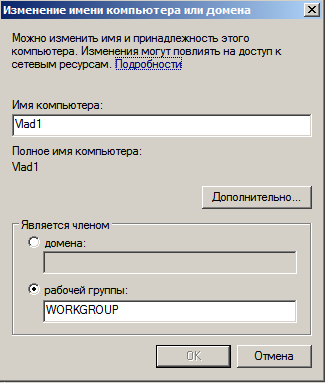 Изменение имени компьютера или домена
Можно изменить имя и принадлежность этого
компьютера. Изменения могут повлиять на доступ к
сетевым ресурсам. Подробности
Имя компьютера:
Vlad1
Полное имя компьютера:
Vlad1
Дополнительно...
Является членом
домена:
рабочей группы:
WORKGROUP
OK
Отмена